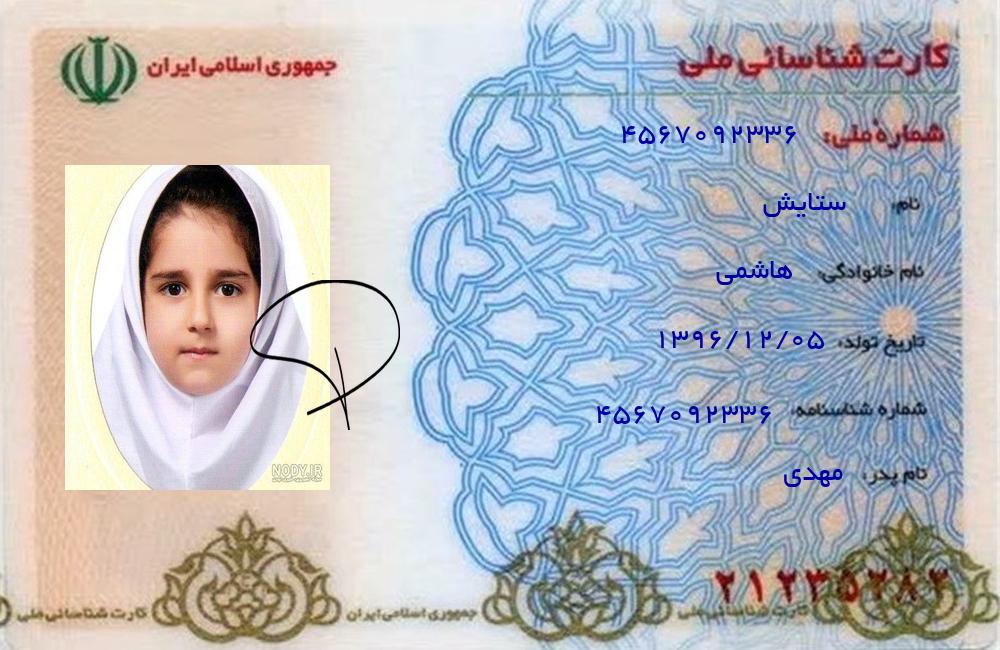 کارت شناسائی ملی
جمهوری اسلامی ایران
شماره ملی: ۴۵۶۷۰۹۲۳۳۶
نام: ستایش
نام خانوادگی: هاشمی
تاریخ تولد: ۱۳۹۶/۱۲/۰۵
شماره شناسنامه: ۴۵۶۷۰۹۲۳۳۶
نام پدر: مهدی
NODY.IR
۲۱۲۳۵۲۸۳
کارت شناسائی ملی جمهوری اسلامی ایران کارت شناسائی ملی